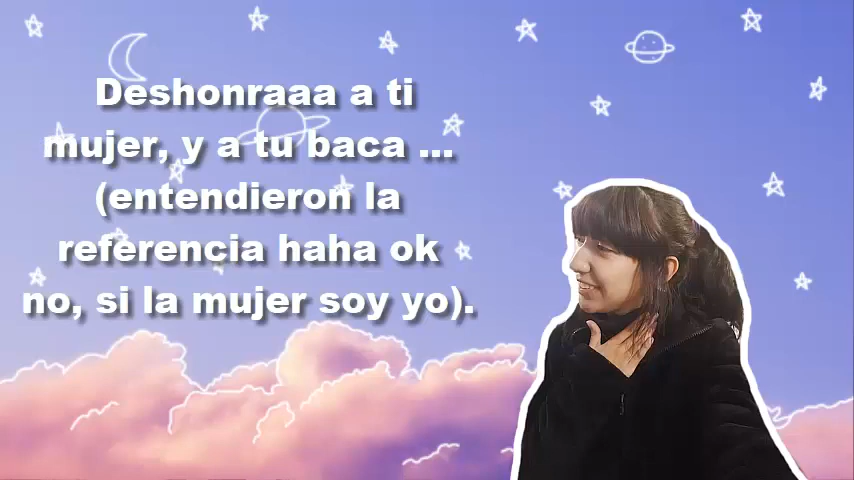 Deshonraaa a ti
mujer, y a tu baca ...
(entendieron la
referencia haha ok
no, si la mujer soy yo).